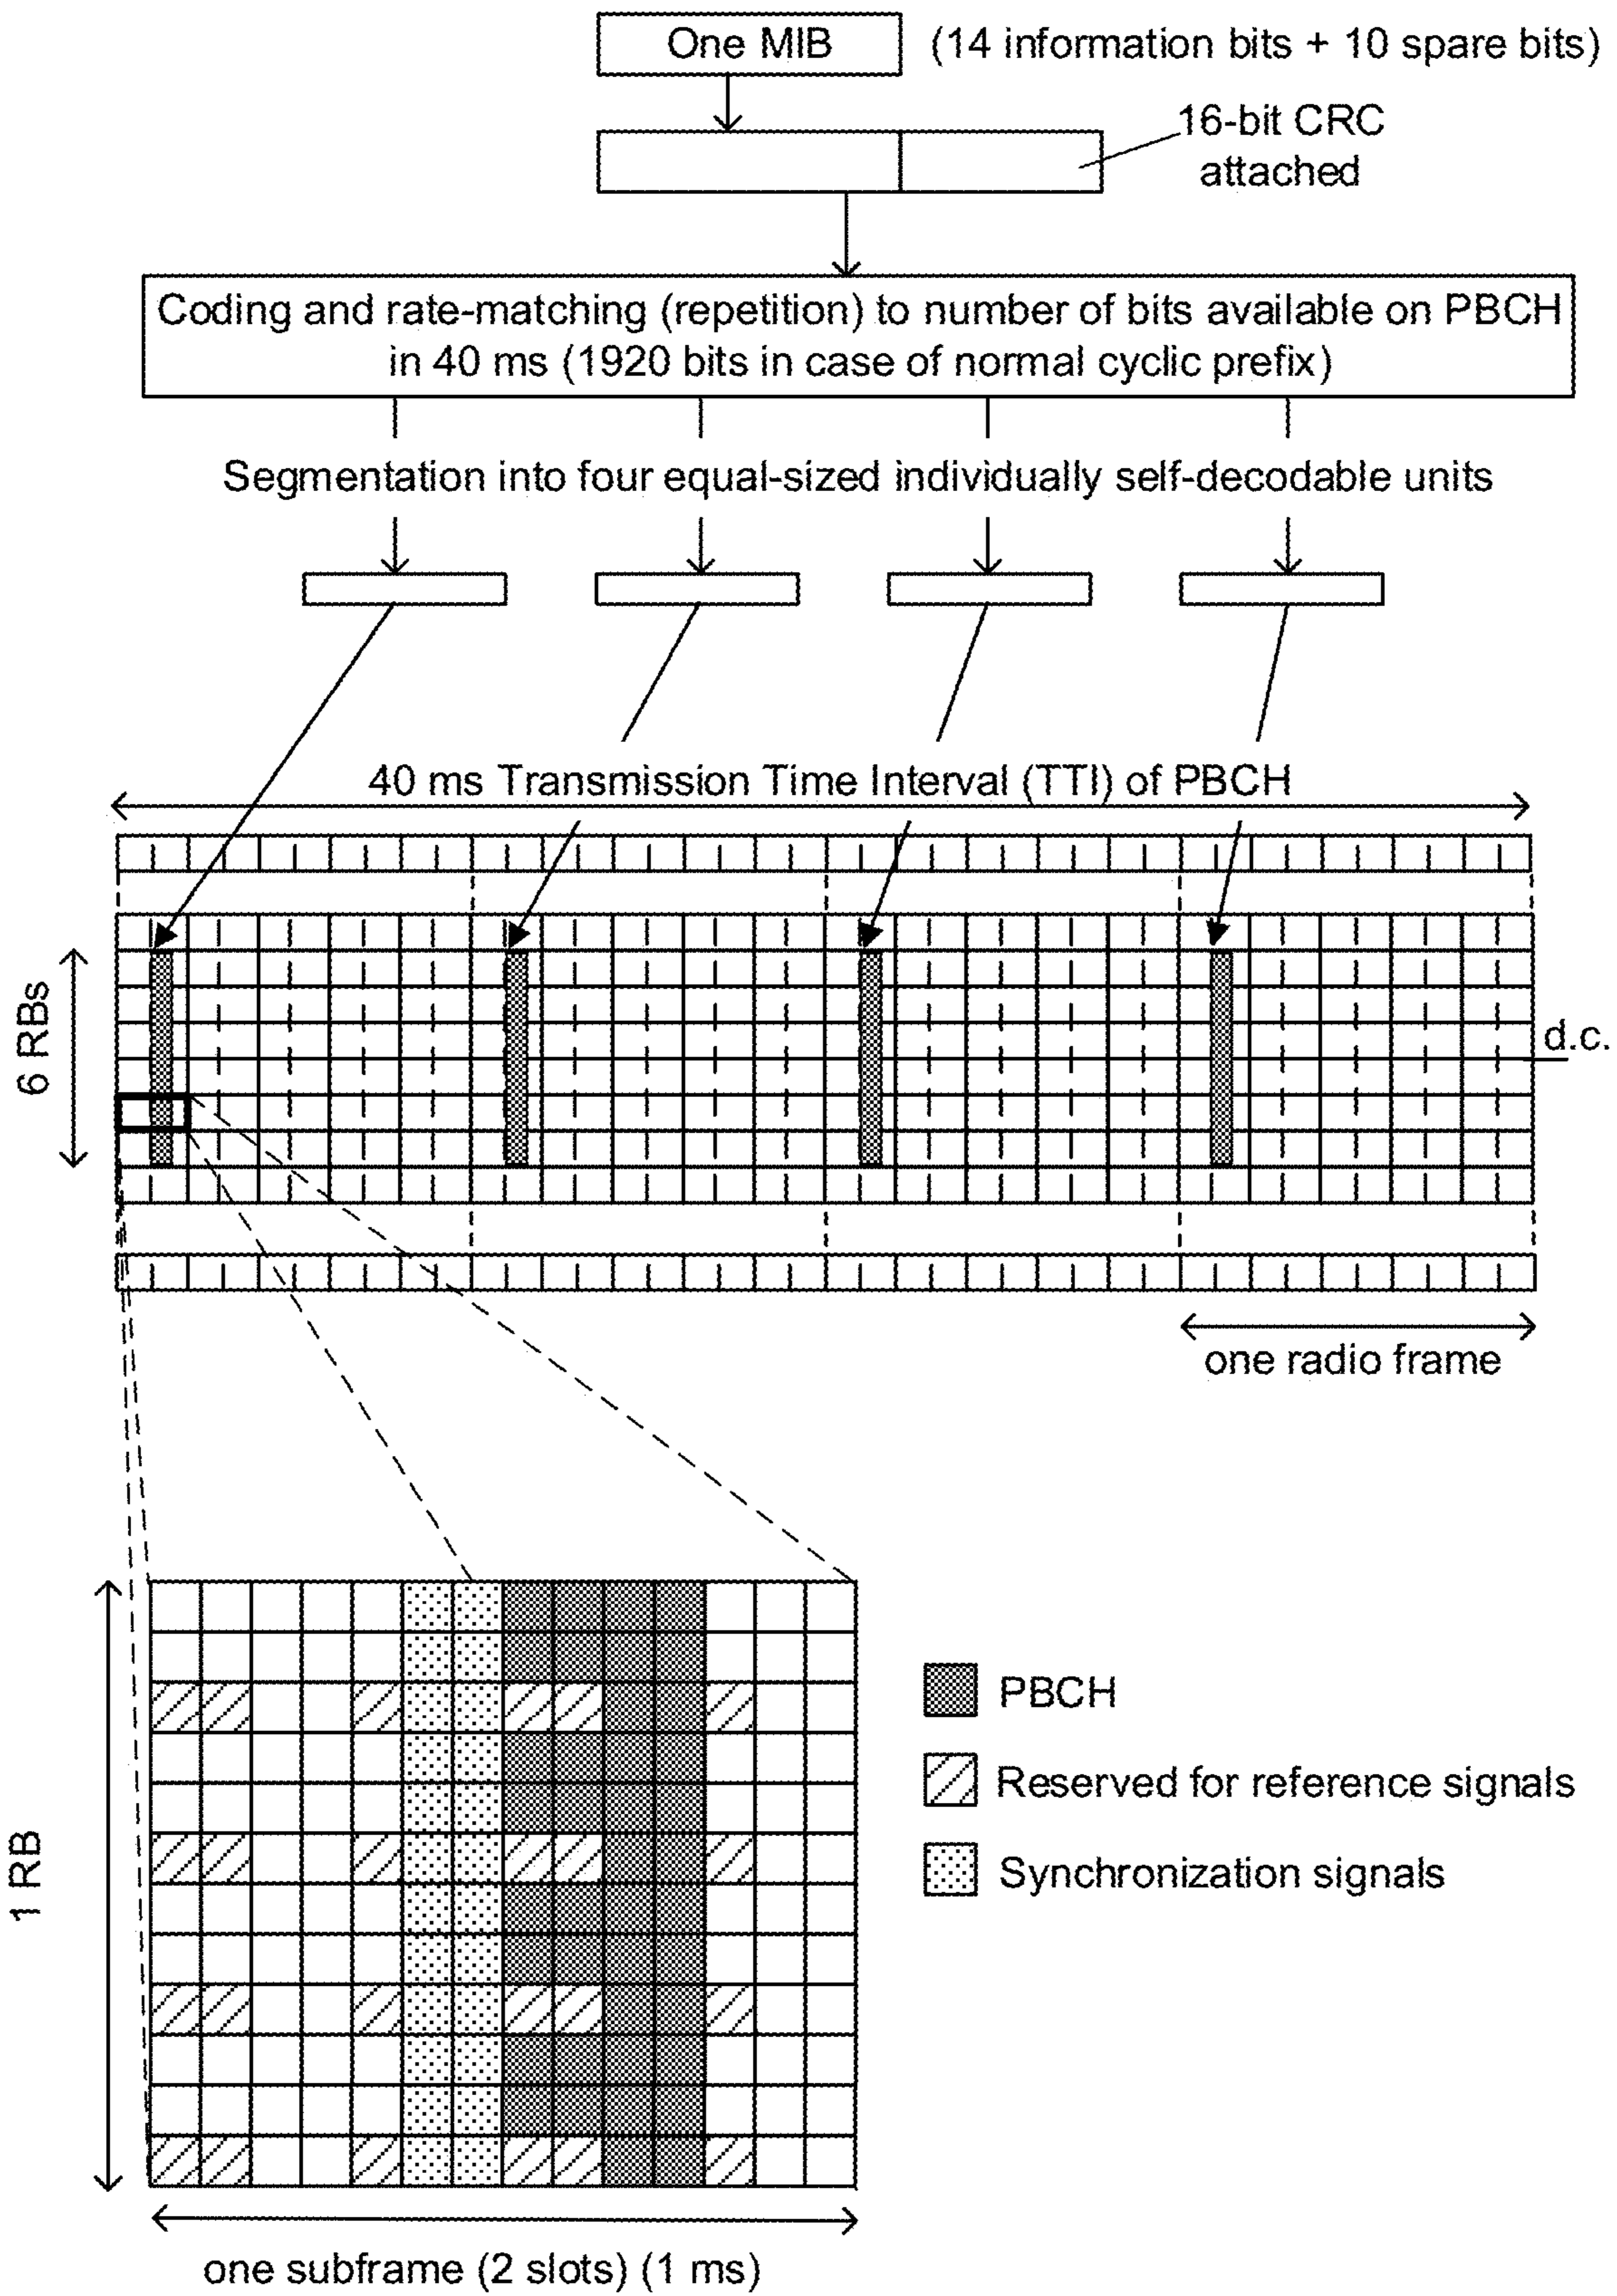 One MIB (14 information bits + 10 spare bits)
16-bit CRC
attached
Coding and rate-matching (repetition) to number of bits available on PBCH
in 40 ms (1920 bits in case of normal cyclic prefix)
Segmentation into four equal-sized individually self-decodable units
40 ms Transmission Time Interval (TTI) of PBCH
6 RBs
d.c.
one radio frame
1 RB
PBCH
Reserved for reference signals
Synchronization signals
one subframe (2 slots) (1 ms)